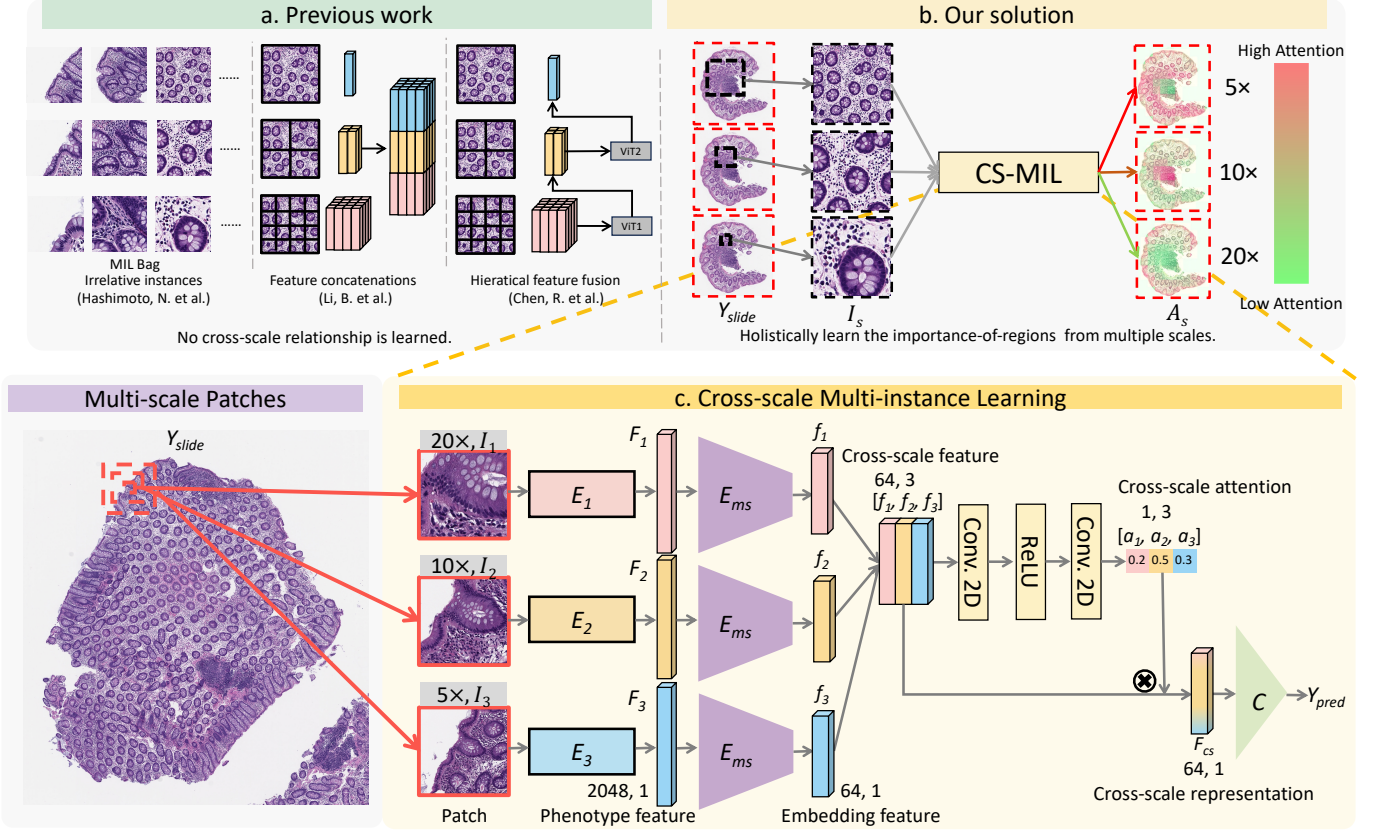 a. Previous work
......
......
......
ViT2
ViT1
MIL Bag
Irrelative instances
(Hashimoto, N. et al.)
Feature concatenations
(Li, B. et al.)
Hieratical feature fusion
(Chen, R. et al.)
No cross-scale relationship is learned.
b. Our solution
CS-MIL
High Attention
5×
10×
20×
Low Attention
Y_slide
I_s
A_s
Holistically learn the importance-of-regions from multiple scales.
Multi-scale Patches
Y_slide
c. Cross-scale Multi-instance Learning
20×, I_1
E_1
F_1
E_ms
f_1
10×, I_2
E_2
F_2
E_ms
f_2
5×, I_3
E_3
F_3
E_ms
f_3
2048, 1
64, 1
Patch
Phenotype feature
Embedding feature
Cross-scale feature
64, 3
[f_1, f_2, f_3]
Conv. 2D
ReLU
Conv. 2D
Cross-scale attention
1, 3
[a_1, a_2, a_3]
0.2 0.5 0.3
C
Y_pred
F_cs
64, 1
Cross-scale representation